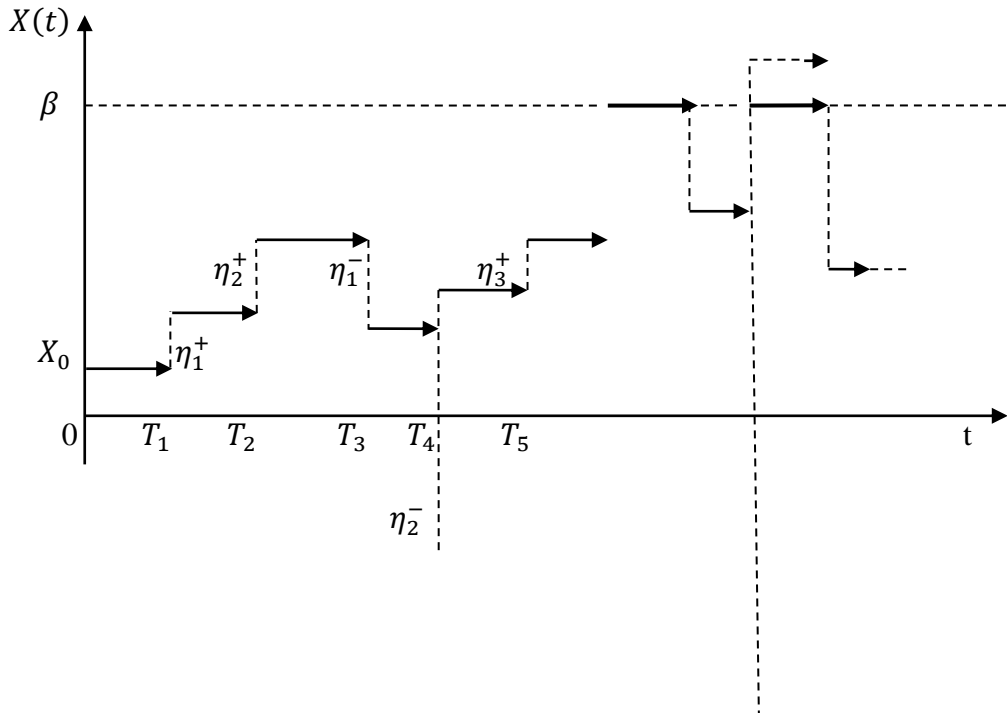 X(t)
β
η₂⁺ η₁⁻ η₃⁺
X₀ η₁⁺
0 T₁ T₂ T₃ T₄ T₅ t
η₂⁻